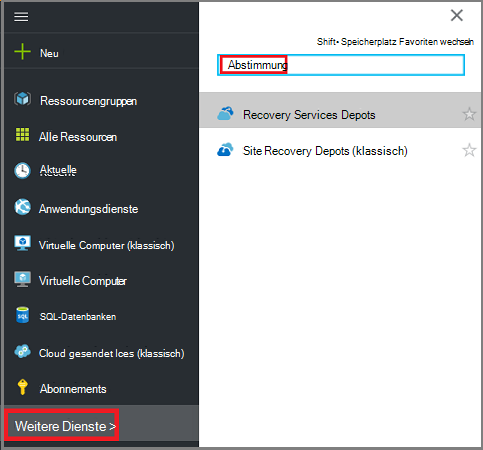 Shift+ Speicherplatz Favoriten wechseln
Neu
Abstimmung
Ressourcengruppen
Recovery Services Depots
Alle Ressourcen
Site Recovery Depots (klassisch)
Aktuelle
Anwendungsdienste
Virtuelle Computer (klassisch)
Virtuelle Computer
SQL-Datenbanken
Cloud gesendet Ices (klassisch)
Abonnements
Weitere Dienste >